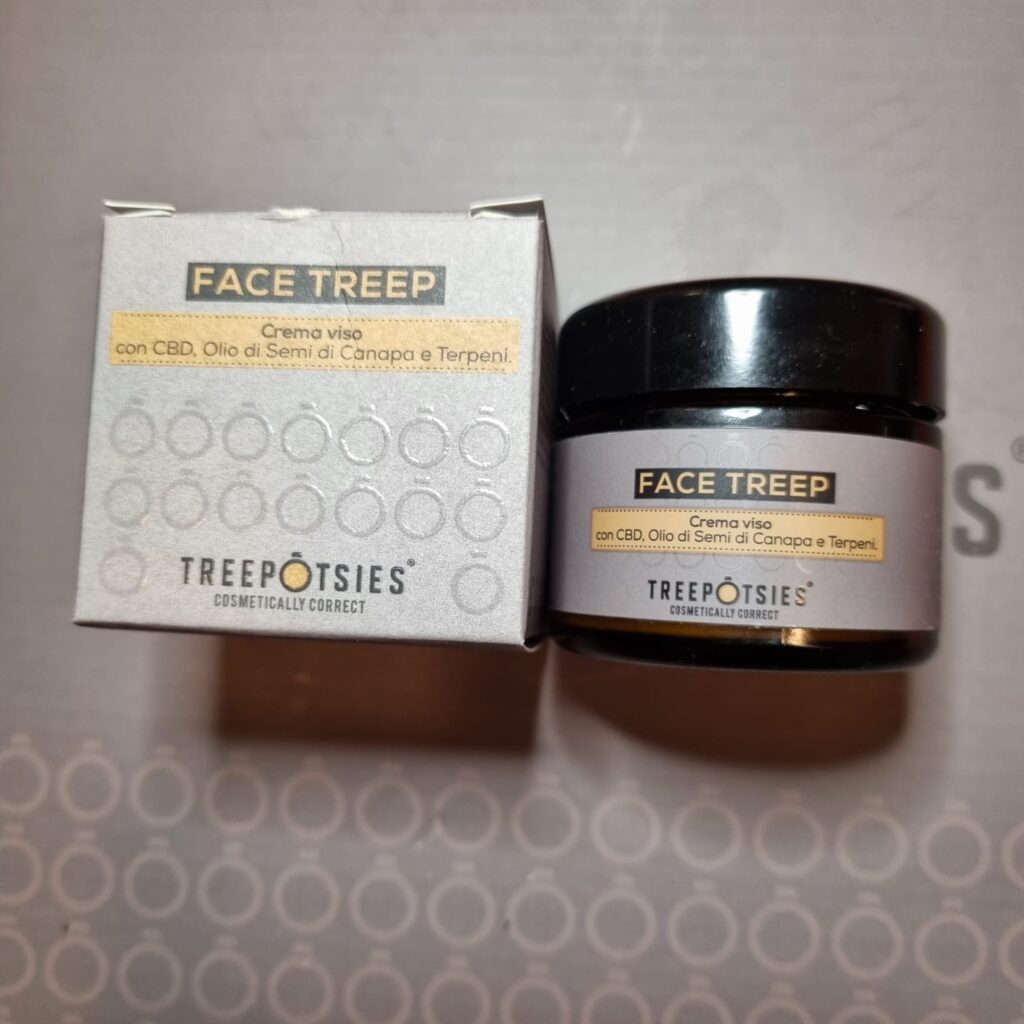 FACE TREEP
Crema viso
con CBD, Olio di Semi di Canapa e Terpeni.
TREEPOTSIES®
COSMETICALLY CORRECT
FACE TREEP
Crema viso
con CBD, Olio di Semi di Canapa e Terpeni.
TREEPOTSIES®
COSMETICALLY CORRECT
S®